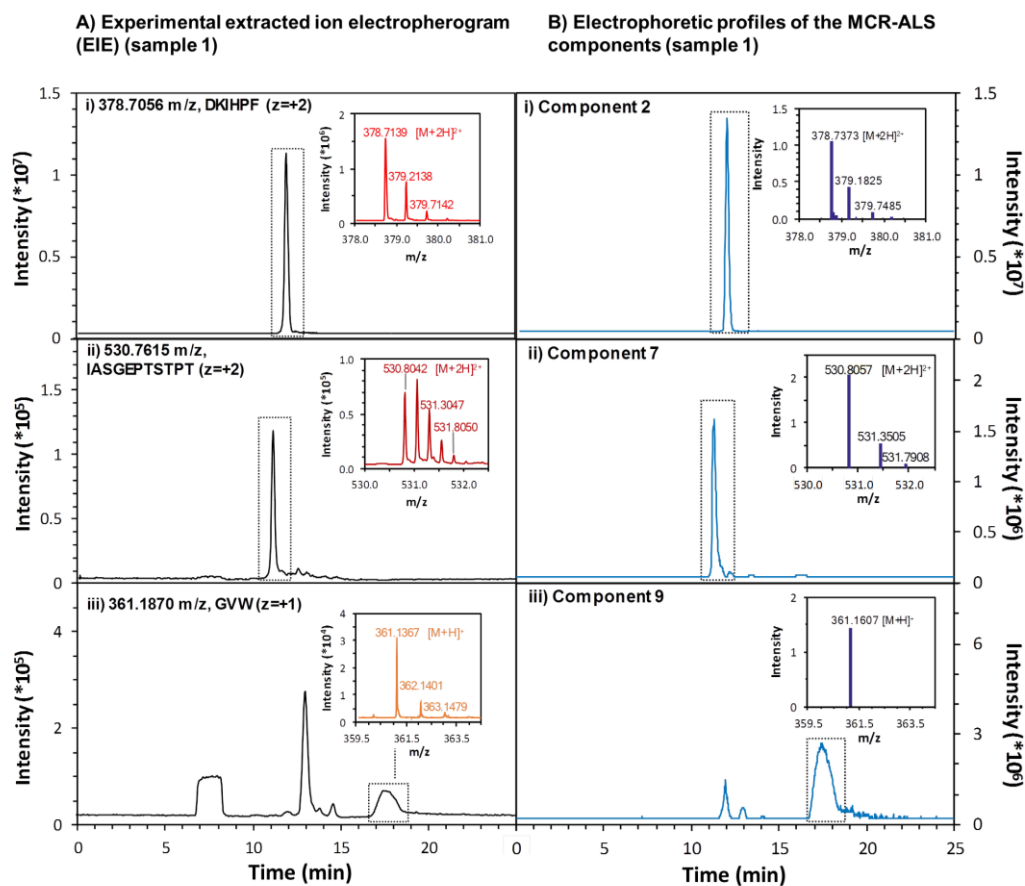 A) Experimental extracted ion electropherogram
(EIE) (sample 1)
B) Electrophoretic profiles of the MCR-ALS
components (sample 1)
i) 378.7056 m/z, DKIHPF (z=+2)
Intensity (*10⁷)
1.5
1
0.5
0
Intensity (*10⁶)
2
1
0
378.7139 [M+2H]²⁺
379.2138
379.7142
378.0 379.0 380.0 381.0
m/z
i) Component 2
Intensity
1.5
1.0
0.5
0.0
378.7373 [M+2H]²⁺
379.1825
379.7485
378.0 379.0 380.0 381.0
m/z
1.5
1
0.5
0
Intensity (*10⁷)
ii) 530.7615 m/z,
IASGEPTSTPT (z=+2)
Intensity (*10⁵)
1.5
1
0.5
0
Intensity (*10⁵)
1.0
0.5
0.0
530.8042 [M+2H]²⁺
531.3047
531.8050
530.0 531.0 532.0
m/z
ii) Component 7
Intensity
2
1
0
530.8057 [M+2H]²⁺
531.3505
531.7908
530.0 531.0 532.0
m/z
2
1.5
1
0
Intensity (*10⁶)
iii) 361.1870 m/z, GVW (z=+1)
Intensity (*10⁵)
4
2
0
Intensity (*10⁴)
4
3
2
1
0
361.1367 [M+H]⁺
362.1401
363.1479
359.5 361.5 363.5
m/z
iii) Component 9
Intensity
2
1
0
361.1607 [M+H]⁺
359.5 361.5 363.5
m/z
6
3
0
Intensity (*10⁶)
0 5 10 15 20
Time (min)
0 5 10 15 20 25
Time (min)